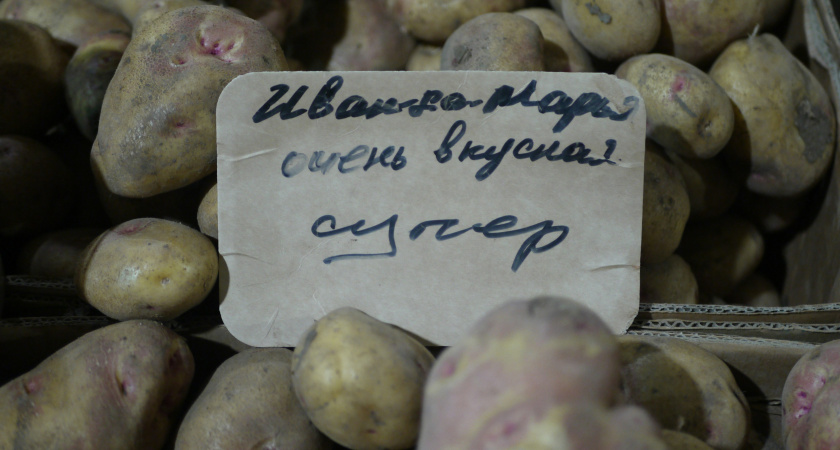 Иван-да-Марья
очень вкусная
супер